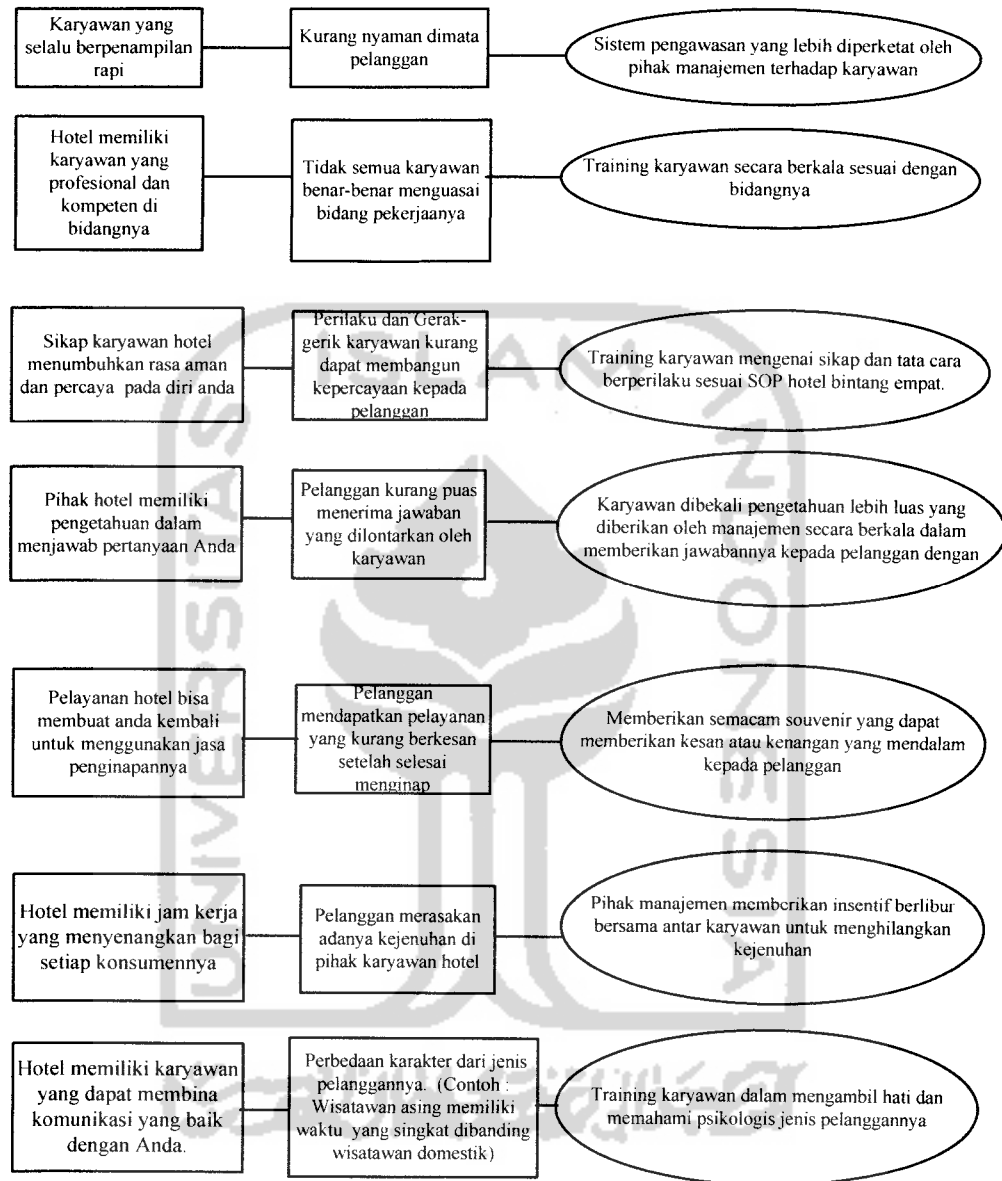 Karyawan yang
selalu berpenampilan
rapi
Kurang nyaman dimata
pelanggan
Sistem pengawasan yang lebih diperketat oleh
pihak manajemen terhadap karyawan
Hotel memiliki
karyawan yang
profesional dan
kompeten di
bidangnya
Tidak semua karyawan
benar-benar menguasai
bidang pekerjaanya
Training karyawan secara berkala sesuai dengan
bidangnya
Sikap karyawan hotel
menumbuhkan rasa aman
dan percaya pada diri anda
Perilaku dan Gerak-
gerik karyawan kurang
dapat membangun
kepercayaan kepada
pelanggan
Training karyawan mengenai sikap dan tata cara
berperilaku sesuai SOP hotel bintang empat.
Pihak hotel memiliki
pengetahuan dalam
menjawab pertanyaan Anda
Pelanggan kurang puas
menerima jawaban
yang dilontarkan oleh
karyawan
Karyawan dibekali pengetahuan lebih luas yang
diberikan oleh manajemen secara berkala dalam
memberikan jawabannya kepada pelanggan dengan
Pelayanan hotel bisa
membuat anda kembali
untuk menggunakan jasa
penginapannya
Pelanggan
mendapatkan pelayanan
yang kurang berkesan
setelah selesai
menginap
Memberikan semacam souvenir yang dapat
memberikan kesan atau kenangan yang mendalam
kepada pelanggan
Hotel memiliki jam kerja
yang menyenangkan bagi
setiap konsumennya
Pelanggan merasakan
adanya kejenuhan di
pihak karyawan hotel
Pihak manajemen memberikan insentif berlibur
bersama antar karyawan untuk menghilangkan
kejenuhan
Hotel memiliki karyawan
yang dapat membina
komunikasi yang baik
dengan Anda.
Perbedaan karakter dari jenis
pelanggannya. (Contoh :
Wisatawan asing memiliki
waktu yang singkat dibanding
wisatawan domestik)
Training karyawan dalam mengambil hati dan
memahami psikologis jenis pelanggannya
UNIVERSITAS
ISLAM
INDONESIA